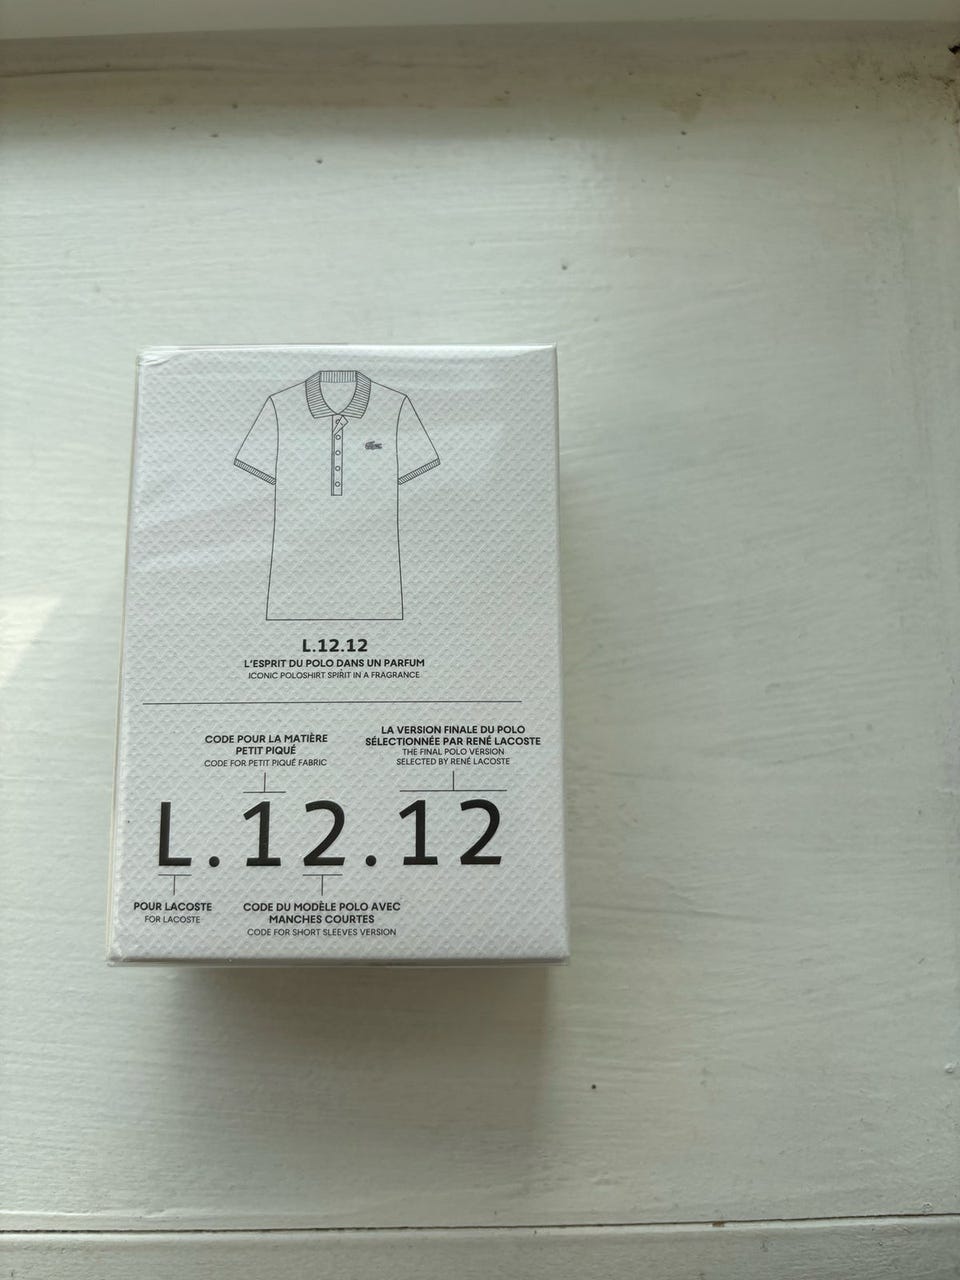 L.12.12
L'ESPRIT DU POLO DANS UN PARFUM
ICONIC POLOSHIRT SPIRIT IN A FRAGRANCE
CODE POUR LA MATIÈRE
PETIT PIQUÉ
CODE FOR PETIT PIQUÉ FABRIC
LA VERSION FINALE DU POLO
SÉLECTIONNÉE PAR RENÉ LACOSTE
THE FINAL POLO VERSION
SELECTED BY RENÉ LACOSTE
L.12.12
POUR LACOSTE
FOR LACOSTE
CODE DU MODÈLE POLO AVEC
MANCHES COURTES
CODE FOR SHORT SLEEVES VERSION